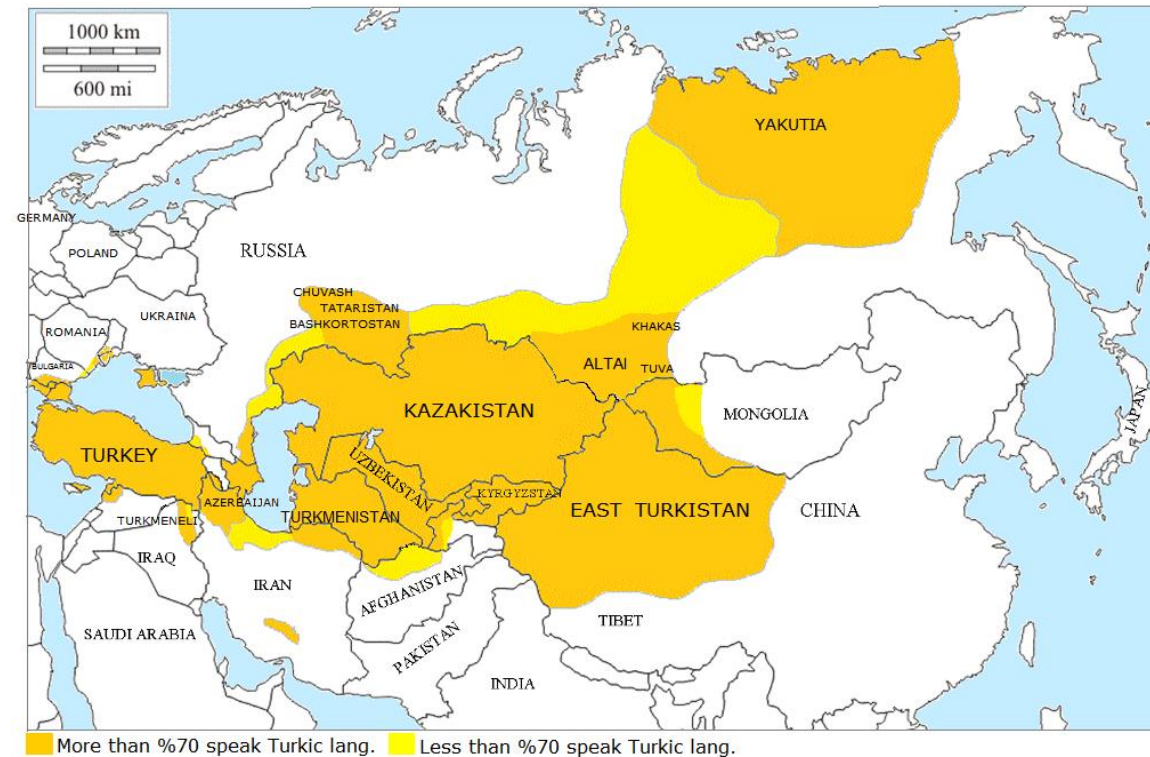 1000 km
600 mi
YAKUTIA
GERMANY
POLAND
RUSSIA
CHUVASH
TATARISTAN
BASHKORTOSTAN
UKRAINA
ROMANIA
BULGARIA
KHAKAS
ALTAI
TUVA
KAZAKISTAN
MONGOLIA
JAPAN
TURKEY
UZBEKISTAN
KYRGYZSTAN
AZERBAIJAN
TURKMENISTAN
EAST TURKISTAN
CHINA
TURKMENELI
IRAQ
IRAN
AFGHANISTAN
TIBET
SAUDI ARABIA
PAKISTAN
INDIA
More than %70 speak Turkic lang.
Less than %70 speak Turkic lang.